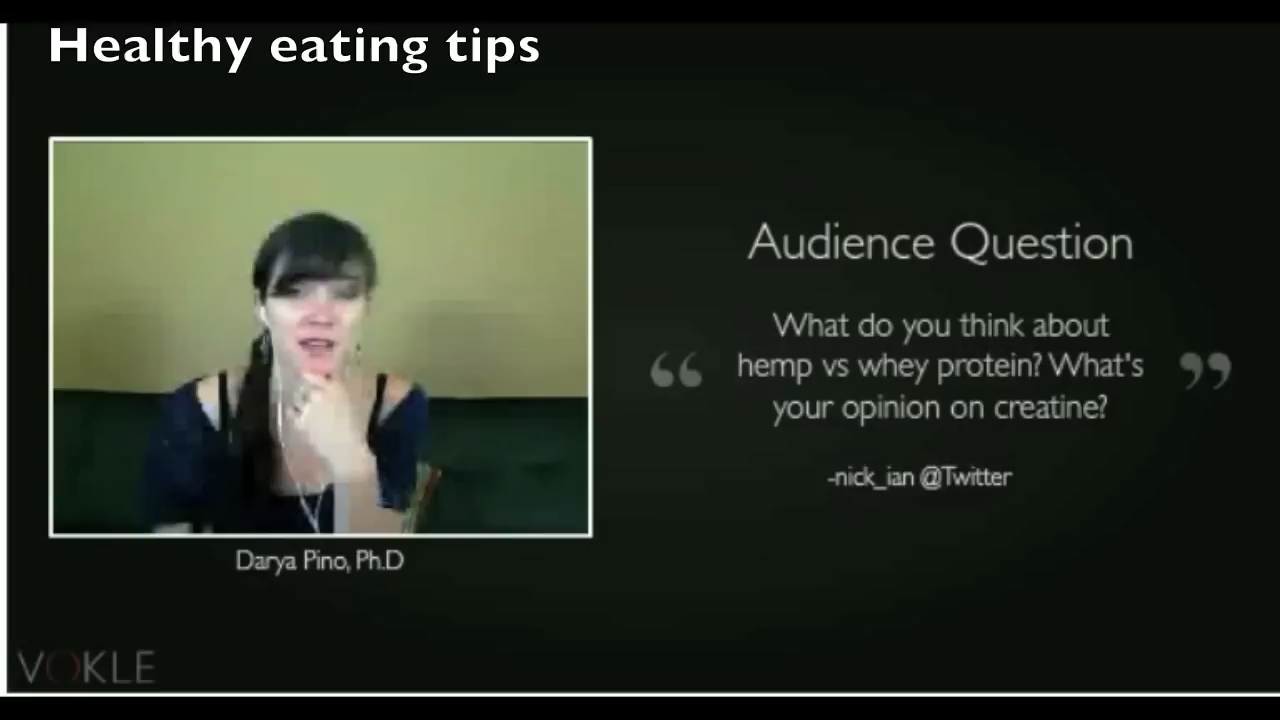 Healthy eating tips
Audience Question
What do you think about
“ hemp vs whey protein? What's ”
your opinion on creatine?
-nick_ian @Twitter
Darya Pino, Ph.D
VOKLE